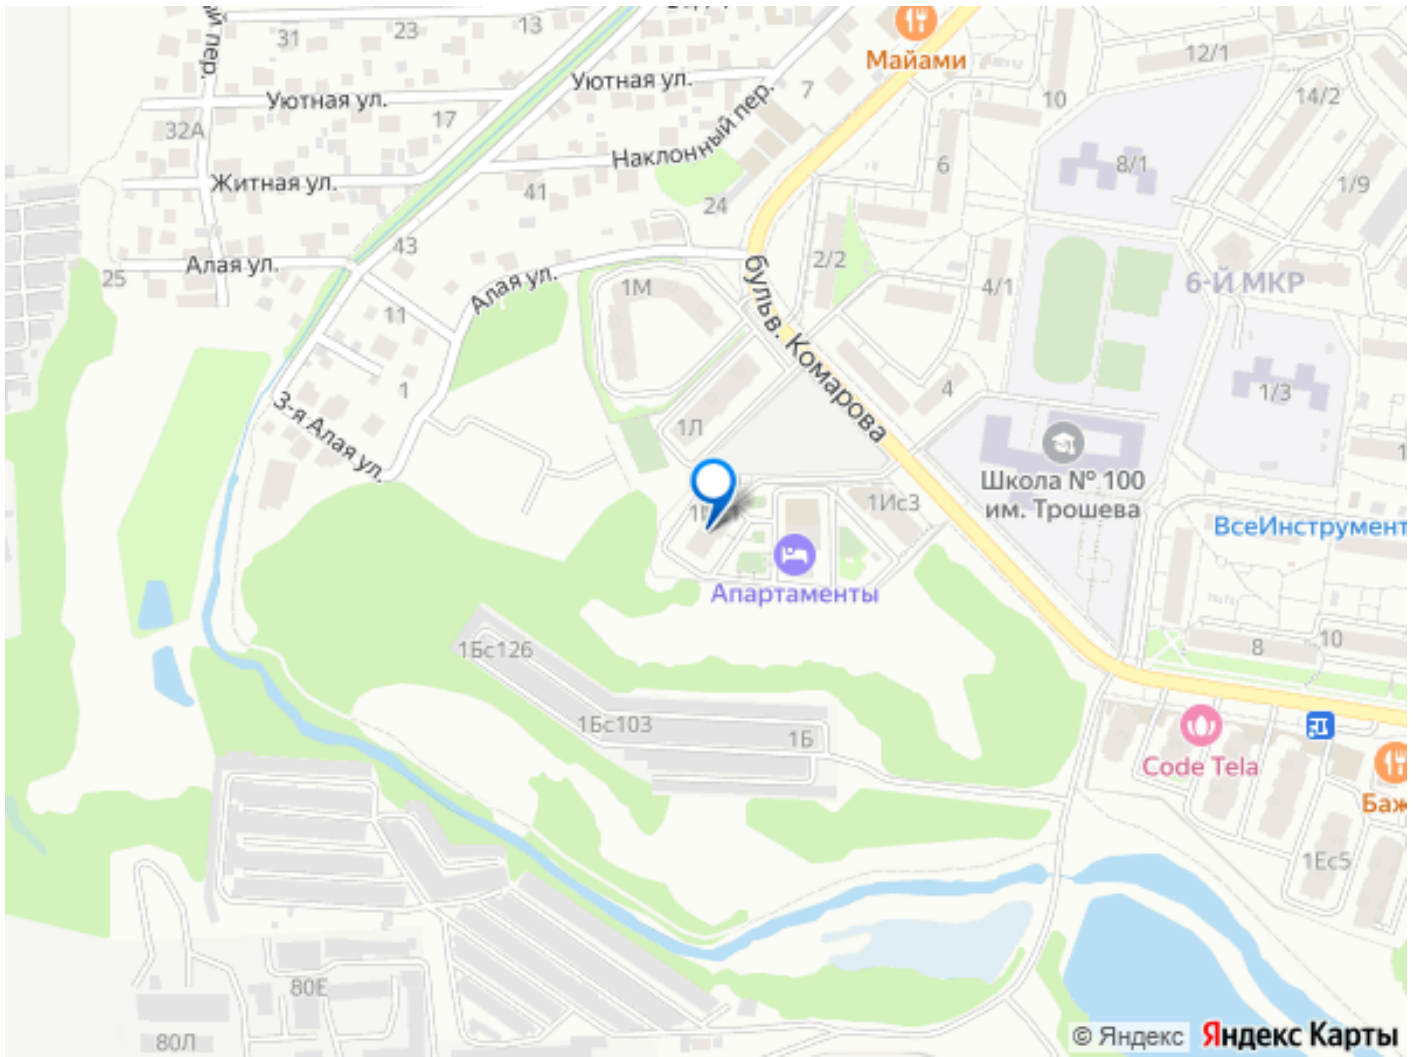 31
23
13
Майами
12/1
Уютная ул.
Уютная ул.
7
10
14/2
17
32А
Наклонный пер.
6
8/1
1/9
Житная ул.
41
24
43
2/2
25
Алая ул.
Алая ул.
1М
4/1
6-Й МКР
11
бульв. Комарова
1
4
1/3
3-я Алая ул.
1Л
Школа № 100
им. Трошева
1Ис3
ВсеИнструмент
Апартаменты
1Бс126
8
10
1Бс103
1Б
Code Tela
Баж
1Ес5
80Е
80Л
© Яндекс
Яндекс Карты